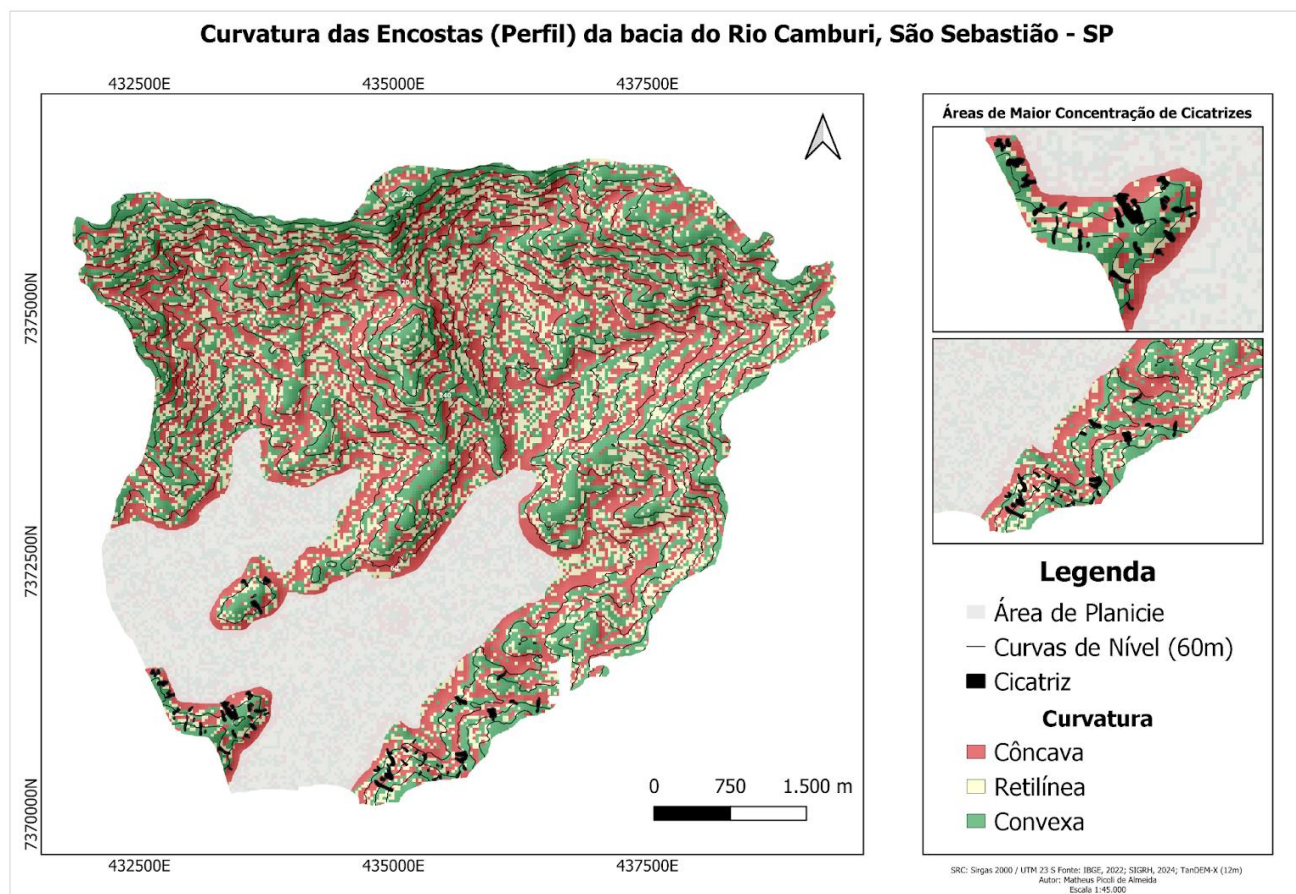 Curvatura das Encostas (Perfil) da bacia do Rio Camburi, São Sebastião - SP
432500E 435000E 437500E
7375000N
7372500N
7370000N
432500E 435000E 437500E
0 750 1.500 m
Áreas de Maior Concentração de Cicatrizes
Legenda
Área de Planicie
Curvas de Nível (60m)
Cicatriz
Curvatura
Côncava
Retilínea
Convexa
SRC: Sirgas 2000 / UTM 23 S Fonte: IBGE, 2022; SIGRH, 2024; TanDEM-X (12m)
Autor: Matheus Picoli de Almeida
Escala 1:45.000